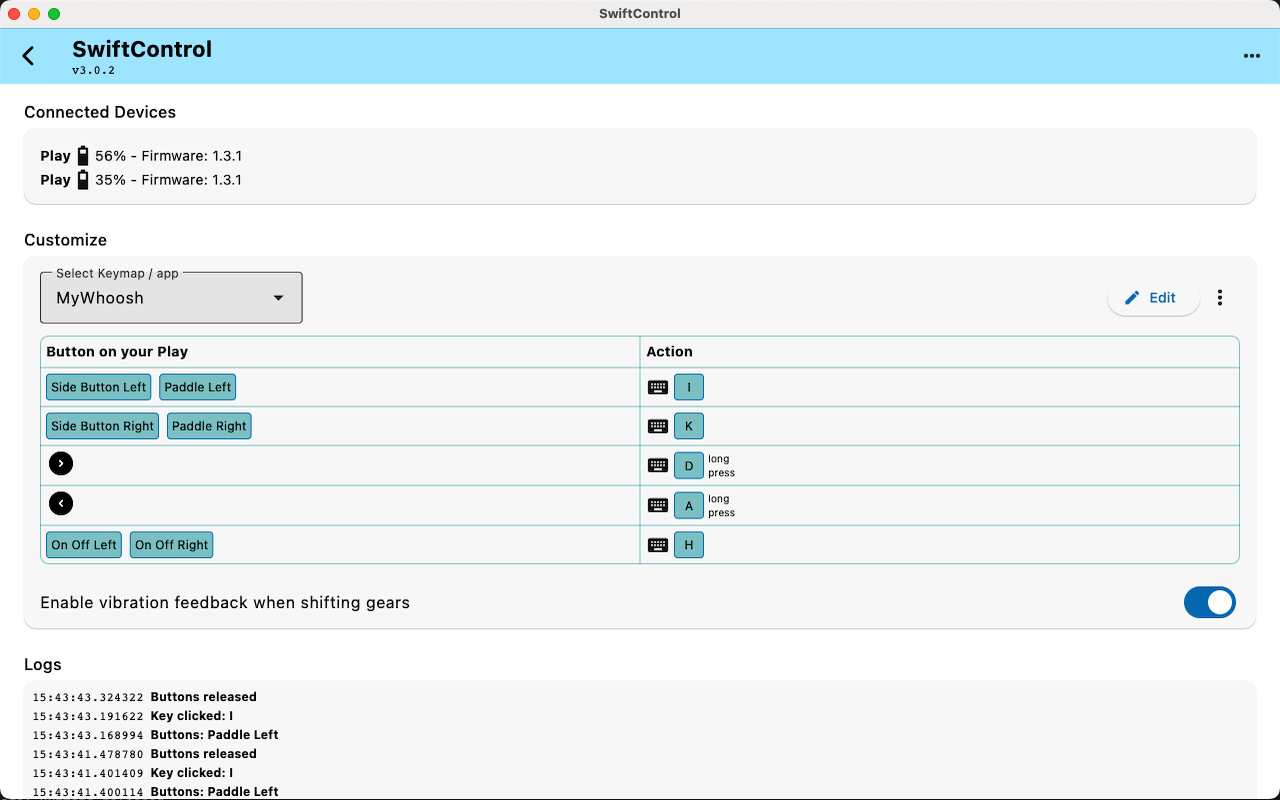 SwiftControl
SwiftControl
v3.0.2
Connected Devices
Play 56% - Firmware: 1.3.1
Play 35% - Firmware: 1.3.1
Customize
Select Keymap / app
MyWhoosh
Edit
Button on your Play Action
Side Button Left Paddle Left I
Side Button Right Paddle Right K
D long press
A long press
On Off Left On Off Right H
Enable vibration feedback when shifting gears
Logs
15:43:43.324322 Buttons released
15:43:43.191622 Key clicked: I
15:43:43.168994 Buttons: Paddle Left
15:43:41.478780 Buttons released
15:43:41.401409 Key clicked: I
15:43:41.400114 Buttons: Paddle Left